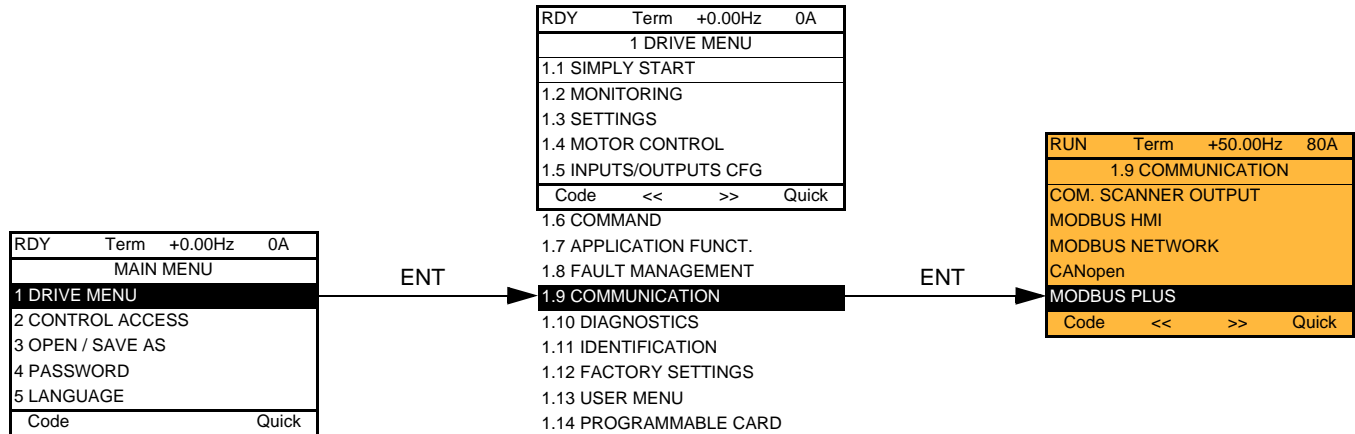 RDY Term +0.00Hz 0A
MAIN MENU
1 DRIVE MENU
2 CONTROL ACCESS
3 OPEN / SAVE AS
4 PASSWORD
5 LANGUAGE
Code Quick
ENT
RDY Term +0.00Hz 0A
1 DRIVE MENU
1.1 SIMPLY START
1.2 MONITORING
1.3 SETTINGS
1.4 MOTOR CONTROL
1.5 INPUTS/OUTPUTS CFG
Code << >> Quick
1.6 COMMAND
1.7 APPLICATION FUNCT.
1.8 FAULT MANAGEMENT
1.9 COMMUNICATION
1.10 DIAGNOSTICS
1.11 IDENTIFICATION
1.12 FACTORY SETTINGS
1.13 USER MENU
1.14 PROGRAMMABLE CARD
ENT
RUN Term +50.00Hz 80A
1.9 COMMUNICATION
COM. SCANNER OUTPUT
MODBUS HMI
MODBUS NETWORK
CANopen
MODBUS PLUS
Code << >> Quick